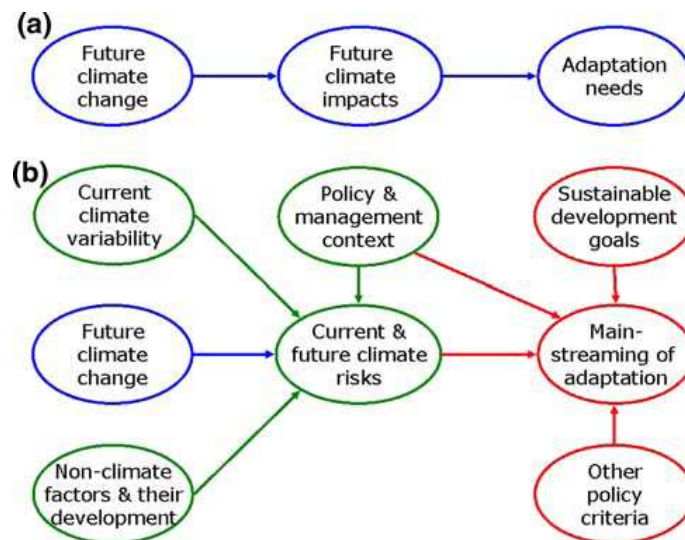 (a)
Future
climate
change
Future
climate
impacts
Adaptation
needs
(b)
Current
climate
variability
Policy &
management
context
Sustainable
development
goals
Future
climate
change
Current &
future climate
risks
Main-
streaming of
adaptation
Non-climate
factors & their
development
Other
policy
criteria